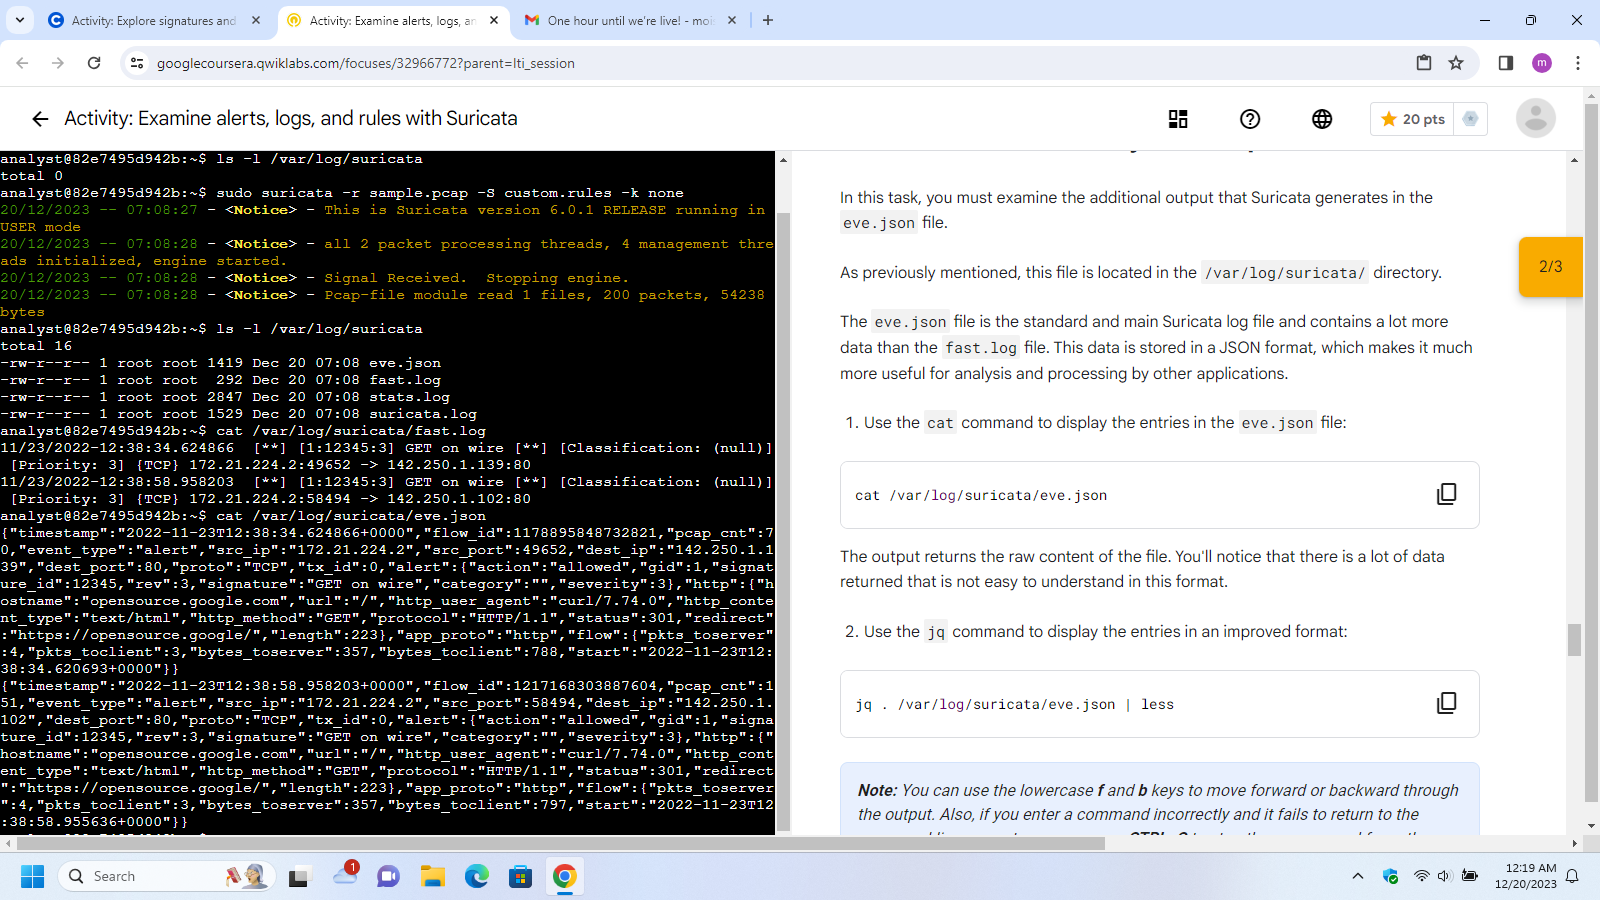 Activity: Explore signatures and
Activity: Examine alerts, logs, an
One hour until we're live! - moi
googlecoursera.qwiklabs.com/focuses/32966772?parent=lti_session
m
Activity: Examine alerts, logs, and rules with Suricata
20 pts
analyst@82e7495d942b:~$ ls -l /var/log/suricata
total 0
analyst@82e7495d942b:~$ sudo suricata -r sample.pcap -S custom.rules -k none
20/12/2023 -- 07:08:27 - <Notice> - This is Suricata version 6.0.1 RELEASE running in
USER mode
20/12/2023 -- 07:08:28 - <Notice> - all 2 packet processing threads, 4 management thre
ads initialized, engine started.
20/12/2023 -- 07:08:28 - <Notice> - Signal Received.  Stopping engine.
20/12/2023 -- 07:08:28 - <Notice> - Pcap-file module read 1 files, 200 packets, 54238
bytes
analyst@82e7495d942b:~$ ls -l /var/log/suricata
total 16
-rw-r--r-- 1 root root 1419 Dec 20 07:08 eve.json
-rw-r--r-- 1 root root  292 Dec 20 07:08 fast.log
-rw-r--r-- 1 root root 2847 Dec 20 07:08 stats.log
-rw-r--r-- 1 root root 1529 Dec 20 07:08 suricata.log
analyst@82e7495d942b:~$ cat /var/log/suricata/fast.log
11/23/2022-12:38:34.624866  [**] [1:12345:3] GET on wire [**] [Classification: (null)]
[Priority: 3] {TCP} 172.21.224.2:49652 -> 142.250.1.139:80
11/23/2022-12:38:58.958203  [**] [1:12345:3] GET on wire [**] [Classification: (null)]
[Priority: 3] {TCP} 172.21.224.2:58494 -> 142.250.1.102:80
analyst@82e7495d942b:~$ cat /var/log/suricata/eve.json
{"timestamp":"2022-11-23T12:38:34.624866+0000","flow_id":1178895848732821,"pcap_cnt":7
0,"event_type":"alert","src_ip":"172.21.224.2","src_port":49652,"dest_ip":"142.250.1.1
39","dest_port":80,"proto":"TCP","tx_id":0,"alert":{"action":"allowed","gid":1,"signat
ure_id":12345,"rev":3,"signature":"GET on wire","category":"","severity":3},"http":{"h
ostname":"opensource.google.com","url":"/","http_user_agent":"curl/7.74.0","http_conte
nt_type":"text/html","http_method":"GET","protocol":"HTTP/1.1","status":301,"redirect"
:"https://opensource.google/","length":223},"app_proto":"http","flow":{"pkts_toserver"
:4,"pkts_toclient":3,"bytes_toserver":357,"bytes_toclient":788,"start":"2022-11-23T12:
38:34.620693+0000"}}
{"timestamp":"2022-11-23T12:38:58.958203+0000","flow_id":1217168303887604,"pcap_cnt":1
51,"event_type":"alert","src_ip":"172.21.224.2","src_port":58494,"dest_ip":"142.250.1.
102","dest_port":80,"proto":"TCP","tx_id":0,"alert":{"action":"allowed","gid":1,"signa
ture_id":12345,"rev":3,"signature":"GET on wire","category":"","severity":3},"http":{"
hostname":"opensource.google.com","url":"/","http_user_agent":"curl/7.74.0","http_cont
ent_type":"text/html","http_method":"GET","protocol":"HTTP/1.1","status":301,"redirect
":"https://opensource.google/","length":223},"app_proto":"http","flow":{"pkts_toserver
":4,"pkts_toclient":3,"bytes_toserver":357,"bytes_toclient":797,"start":"2022-11-23T12
:38:58.955636+0000"}}
In this task, you must examine the additional output that Suricata generates in the
eve.json file.
2/3
As previously mentioned, this file is located in the /var/log/suricata/ directory.
The eve.json file is the standard and main Suricata log file and contains a lot more
data than the fast.log file. This data is stored in a JSON format, which makes it much
more useful for analysis and processing by other applications.
1. Use the cat command to display the entries in the eve.json file:
cat /var/log/suricata/eve.json
The output returns the raw content of the file. You'll notice that there is a lot of data
returned that is not easy to understand in this format.
2. Use the jq command to display the entries in an improved format:
jq . /var/log/suricata/eve.json | less
Note: You can use the lowercase f and b keys to move forward or backward through
the output. Also, if you enter a command incorrectly and it fails to return to the
Search
1
12:19 AM
12/20/2023